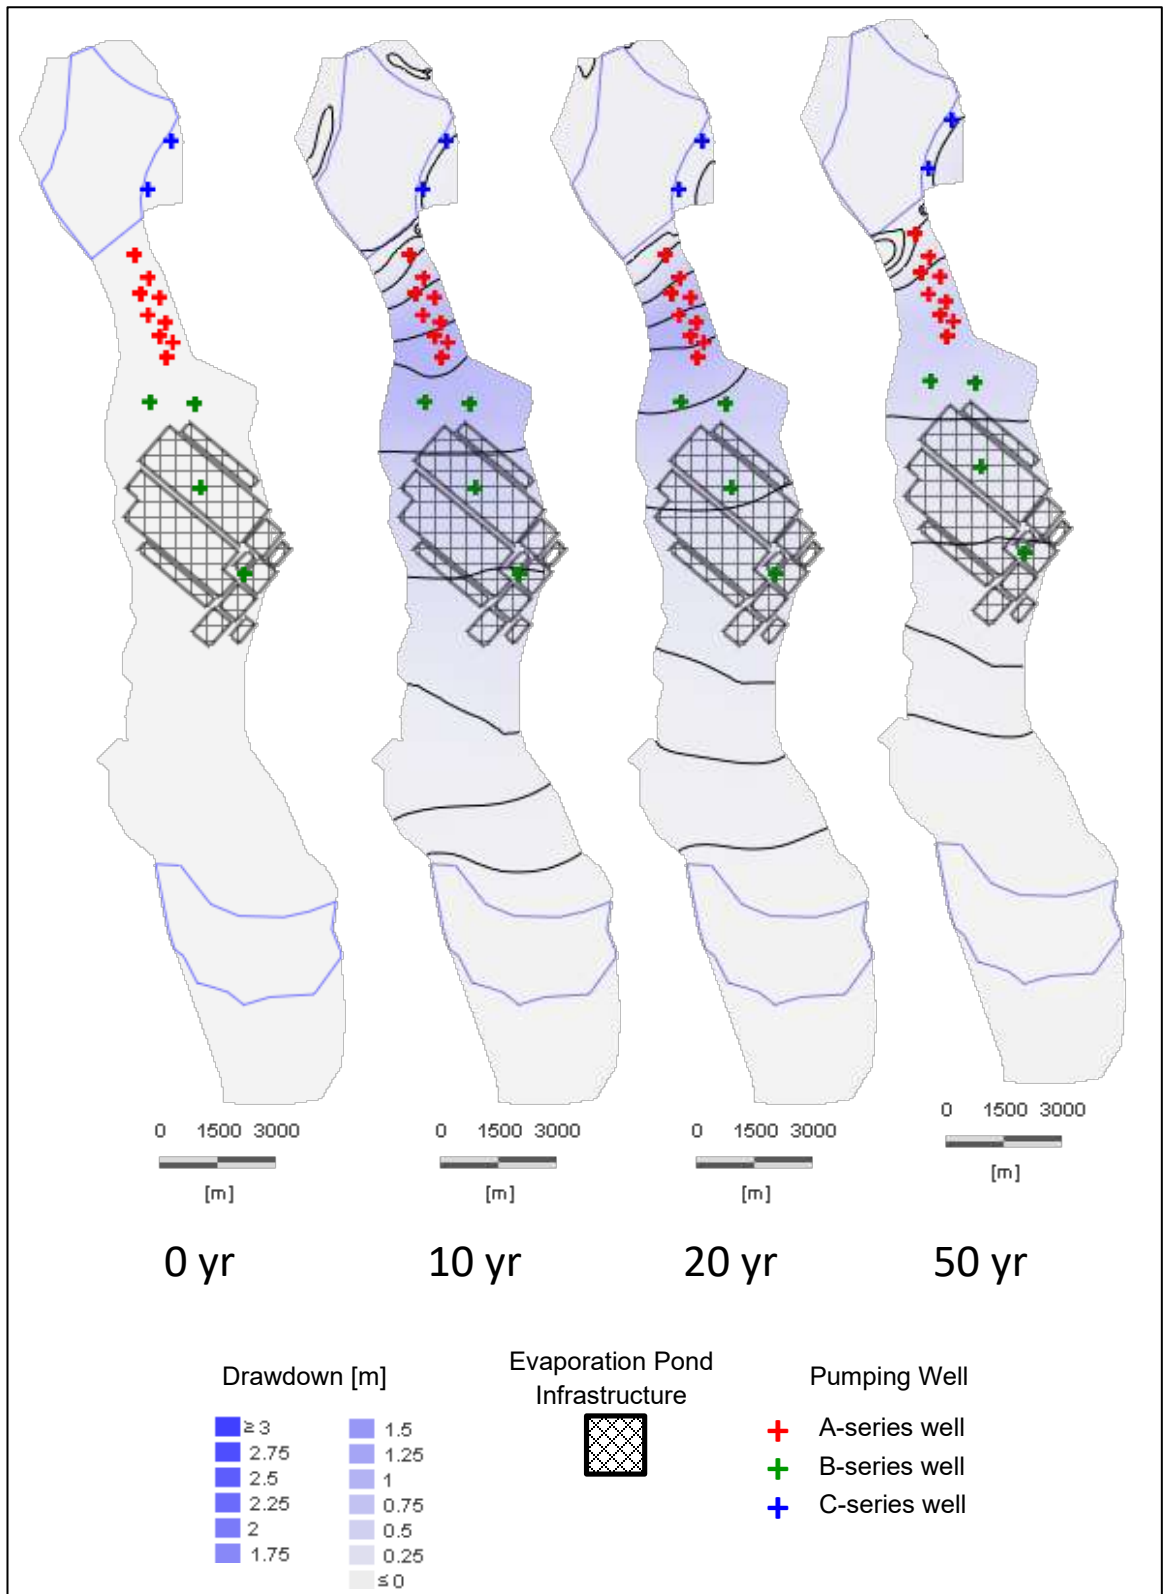 0 1500 3000
[m]
0 1500 3000
[m]
0 1500 3000
[m]
0 1500 3000
[m]
0 yr
10 yr
20 yr
50 yr
Drawdown [m]
≥ 3
2.75
2.5
2.25
2
1.75
1.5
1.25
1
0.75
0.5
0.25
≤ 0
Evaporation Pond
Infrastructure
Pumping Well
A-series well
B-series well
C-series well